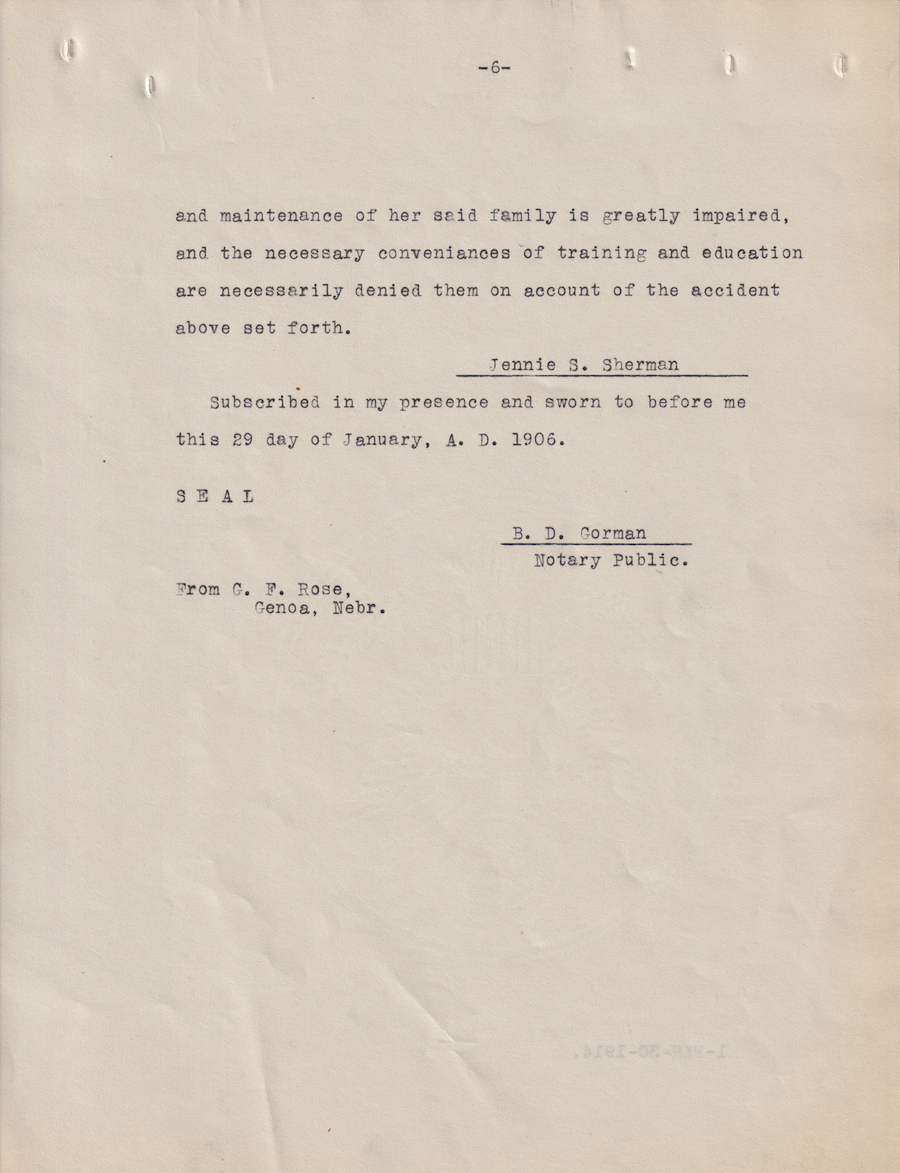 -6-
and maintenance of her said family is greatly impaired,
and the necessary conveniances of training and education
are necessarily denied them on account of the accident
above set forth.
Jennie S. Sherman
Subscribed in my presence and sworn to before me
this 29 day of January, A. D. 1906.
S E A L
B. D. Gorman
Notary Public.
From G. F. Rose,
Genoa, Nebr.